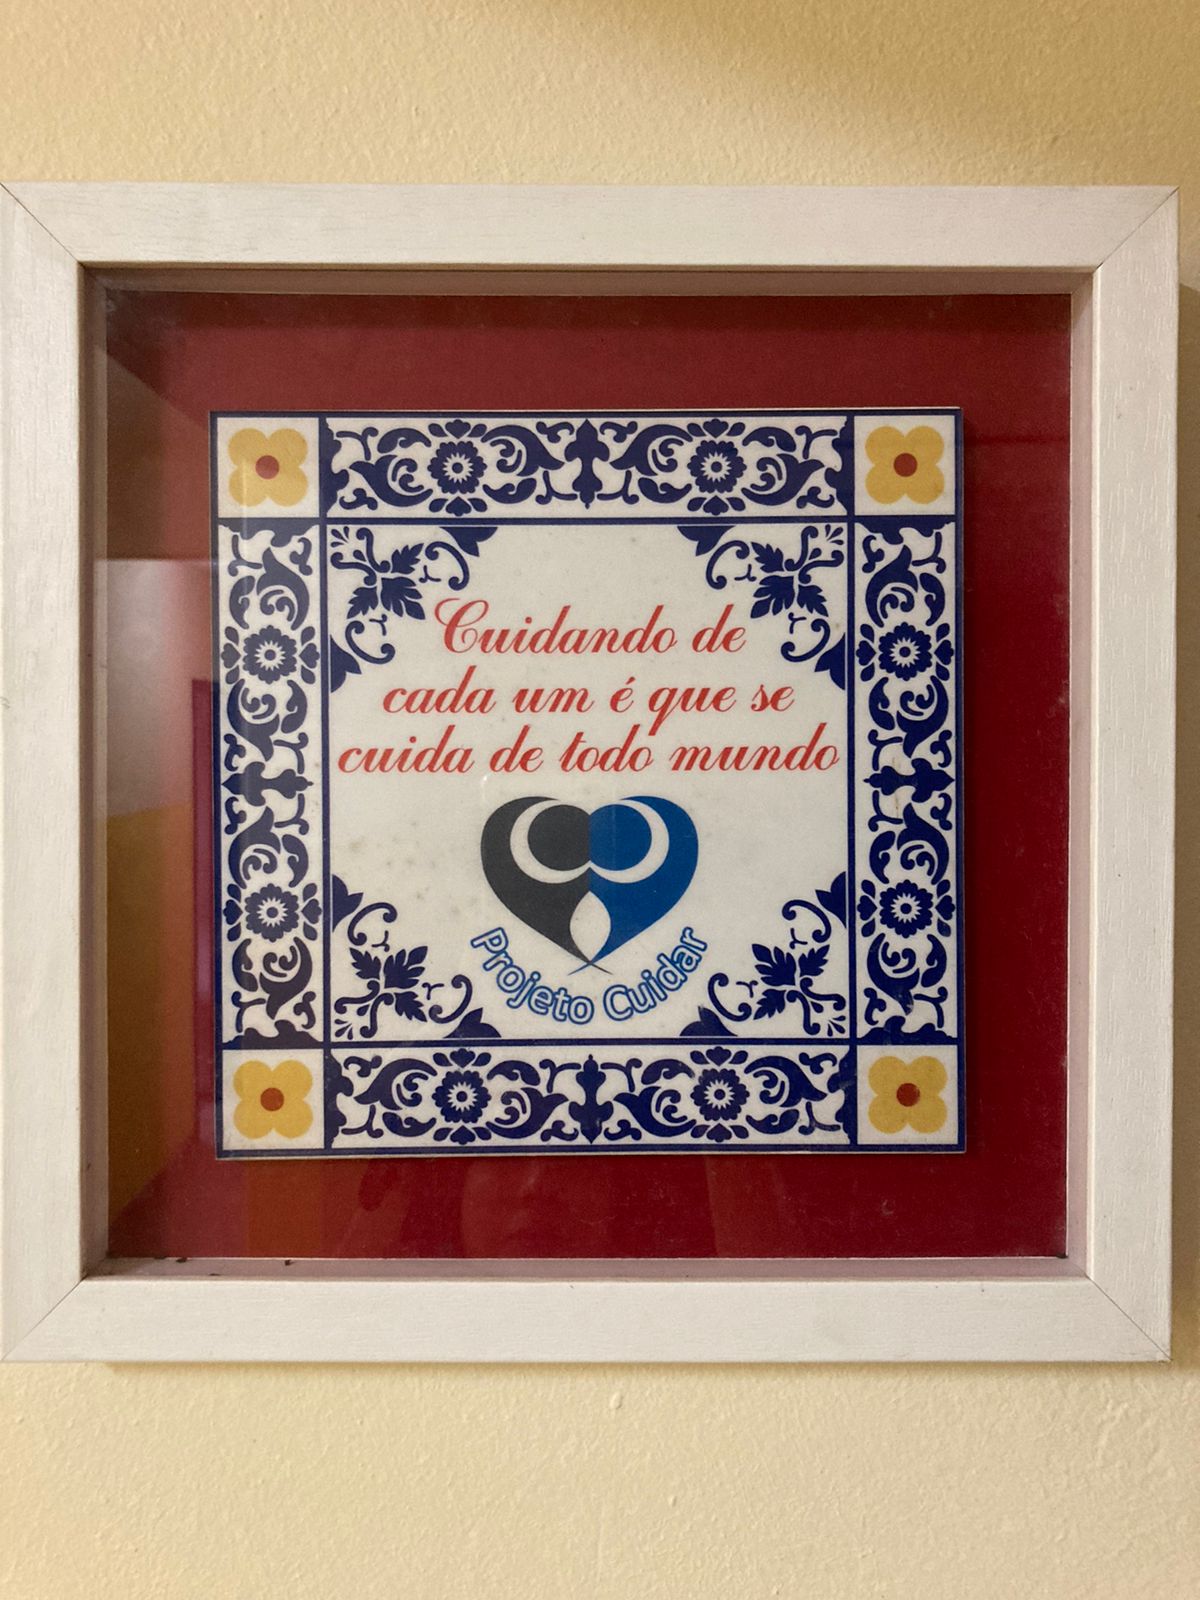 Cuidando de
cada um é que se
cuida de todo mundo
Projeto Cuidar